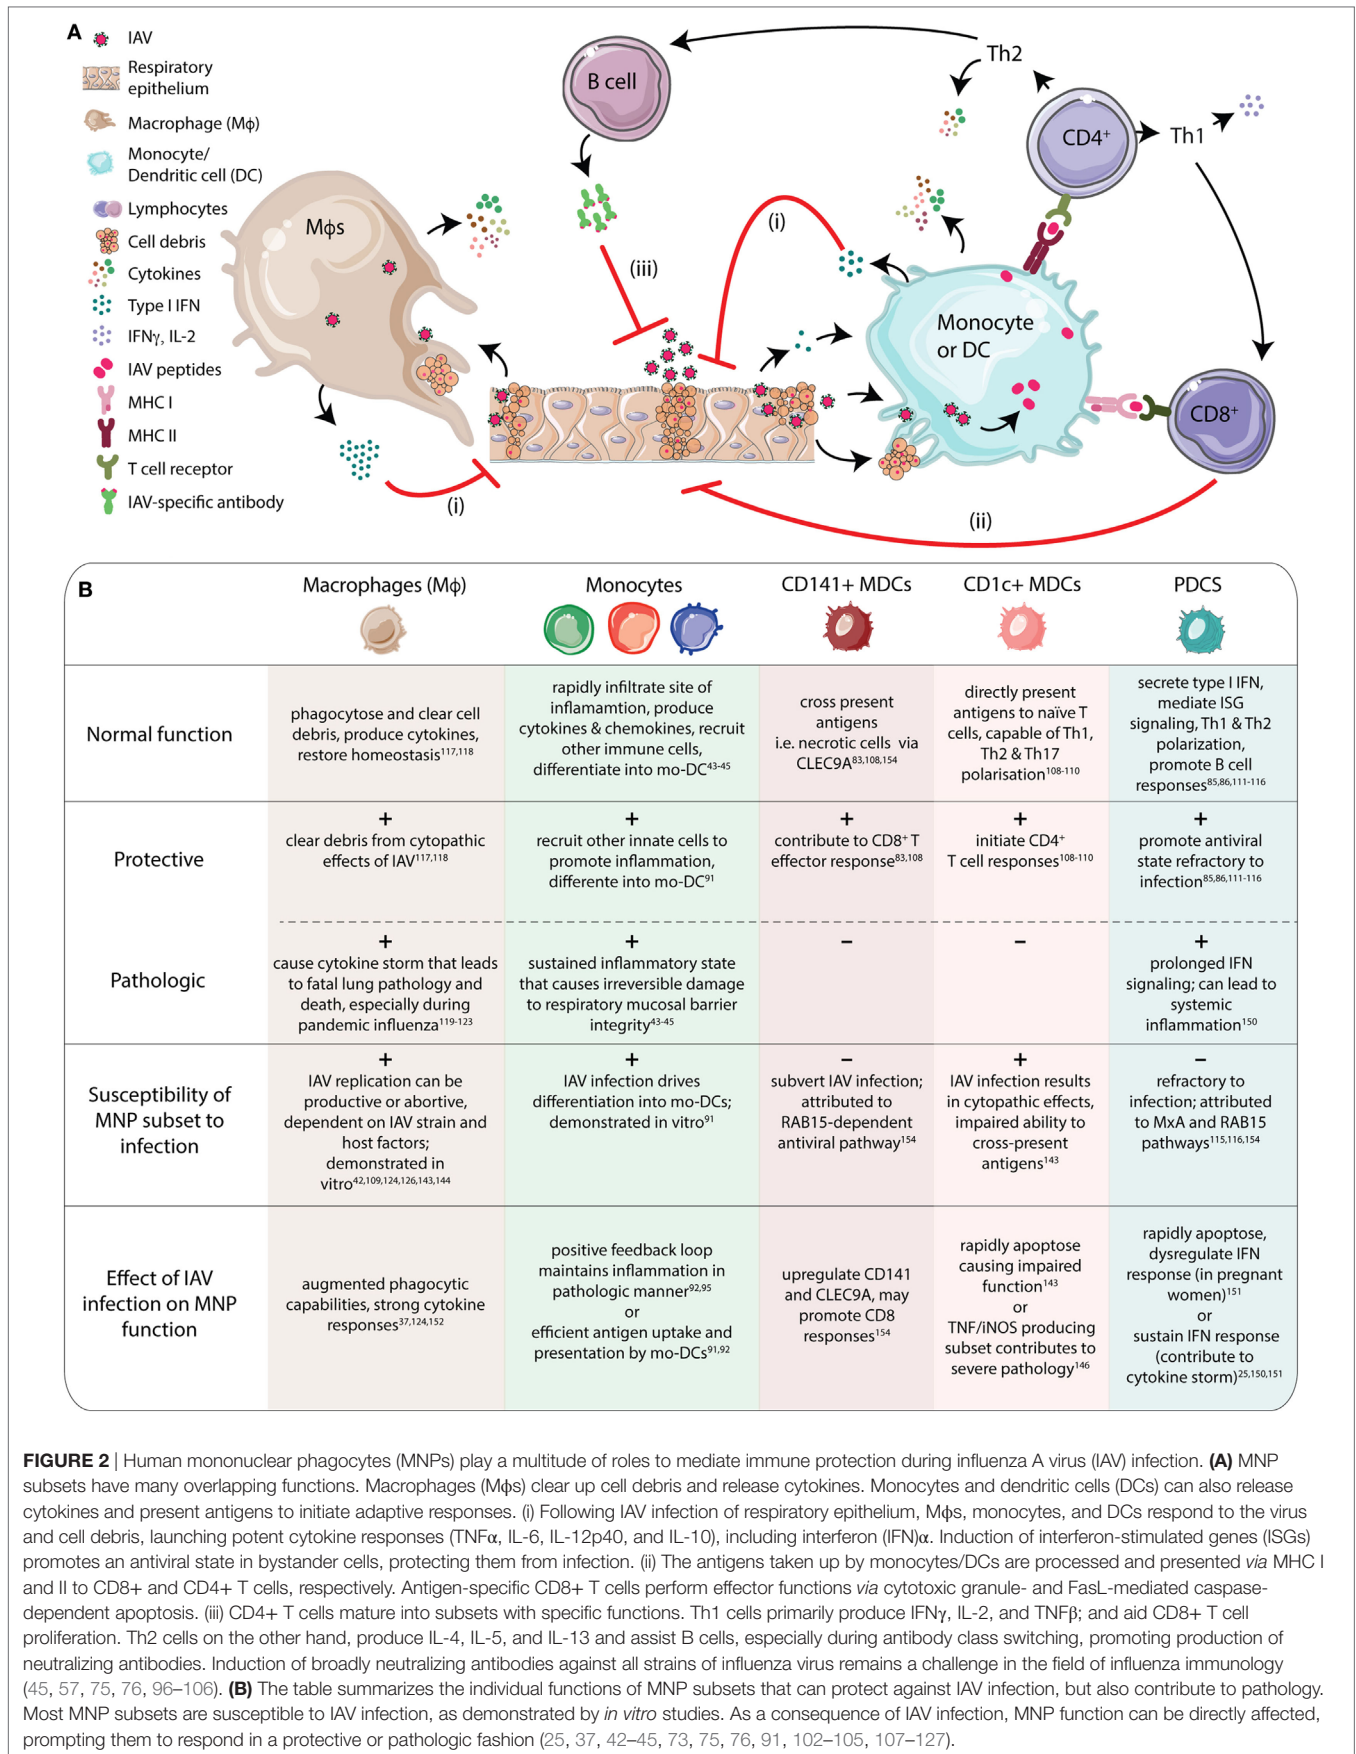 A
IAV
Respiratory
epithelium
Macrophage (Mϕ)
Monocyte/
Dendritic cell (DC)
Lymphocytes
Cell debris
Cytokines
Type I IFN
IFNγ, IL-2
IAV peptides
MHC I
MHC II
T cell receptor
IAV-specific antibody
Mϕs
B cell
Th2
CD4⁺
Th1
(i)
(iii)
Monocyte
or DC
CD8⁺
(i)
(ii)
B
Macrophages (Mϕ)
Monocytes
CD141+ MDCs
CD1c+ MDCs
PDCS
Normal function
phagocytose and clear cell
debris, produce cytokines,
restore homeostasis117,118
rapidly infiltrate site of
inflamamtion, produce
cytokines & chemokines, recruit
other immune cells,
differentiate into mo-DC43-45
cross present
antigens
i.e. necrotic cells via
CLEC9A83,108,154
directly present
antigens to naïve T
cells, capable of Th1,
Th2 & Th17
polarisation108-110
secrete type I IFN,
mediate ISG
signaling, Th1 & Th2
polarization,
promote B cell
responses85,86,111-116
Protective
+
clear debris from cytopathic
effects of IAV117,118
+
recruit other innate cells to
promote inflammation,
differente into mo-DC91
+
contribute to CD8⁺ T
effector response83,108
+
initiate CD4⁺
T cell responses108-110
+
promote antiviral
state refractory to
infection85,86,111-116
Pathologic
+
cause cytokine storm that leads
to fatal lung pathology and
death, especially during
pandemic influenza119-123
+
sustained inflammatory state
that causes irreversible damage
to respiratory mucosal barrier
integrity43-45
–
–
+
prolonged IFN
signaling; can lead to
systemic
inflammation150
Susceptibility of
MNP subset to
infection
+
IAV replication can be
productive or abortive,
dependent on IAV strain and
host factors;
demonstrated in
vitro42,109,124,126,143,144
+
IAV infection drives
differentiation into mo-DCs;
demonstrated in vitro91
–
subvert IAV infection;
attributed to
RAB15-dependent
antiviral pathway154
+
IAV infection results
in cytopathic effects,
impaired ability to
cross-present
antigens143
–
refractory to
infection; attributed
to MxA and RAB15
pathways115,116,154
Effect of IAV
infection on MNP
function
augmented phagocytic
capabilities, strong cytokine
responses37,124,152
positive feedback loop
maintains inflammation in
pathologic manner92,95
or
efficient antigen uptake and
presentation by mo-DCs91,92
upregulate CD141
and CLEC9A, may
promote CD8
responses154
rapidly apoptose
causing impaired
function143
or
TNF/iNOS producing
subset contributes to
severe pathology146
rapidly apoptose,
dysregulate IFN
response (in pregnant
women)151
or
sustain IFN response
(contribute to
cytokine storm)25,150,151
FIGURE 2 | Human mononuclear phagocytes (MNPs) play a multitude of roles to mediate immune protection during influenza A virus (IAV) infection. (A) MNP
subsets have many overlapping functions. Macrophages (Mϕs) clear up cell debris and release cytokines. Monocytes and dendritic cells (DCs) can also release
cytokines and present antigens to initiate adaptive responses. (i) Following IAV infection of respiratory epithelium, Mϕs, monocytes, and DCs respond to the virus
and cell debris, launching potent cytokine responses (TNFα, IL-6, IL-12p40, and IL-10), including interferon (IFN)α. Induction of interferon-stimulated genes (ISGs)
promotes an antiviral state in bystander cells, protecting them from infection. (ii) The antigens taken up by monocytes/DCs are processed and presented via MHC I
and II to CD8+ and CD4+ T cells, respectively. Antigen-specific CD8+ T cells perform effector functions via cytotoxic granule- and FasL-mediated caspase-
dependent apoptosis. (iii) CD4+ T cells mature into subsets with specific functions. Th1 cells primarily produce IFNγ, IL-2, and TNFβ; and aid CD8+ T cell
proliferation. Th2 cells on the other hand, produce IL-4, IL-5, and IL-13 and assist B cells, especially during antibody class switching, promoting production of
neutralizing antibodies. Induction of broadly neutralizing antibodies against all strains of influenza virus remains a challenge in the field of influenza immunology
(45, 57, 75, 76, 96–106). (B) The table summarizes the individual functions of MNP subsets that can protect against IAV infection, but also contribute to pathology.
Most MNP subsets are susceptible to IAV infection, as demonstrated by in vitro studies. As a consequence of IAV infection, MNP function can be directly affected,
prompting them to respond in a protective or pathologic fashion (25, 37, 42–45, 73, 75, 76, 91, 102–105, 107–127).